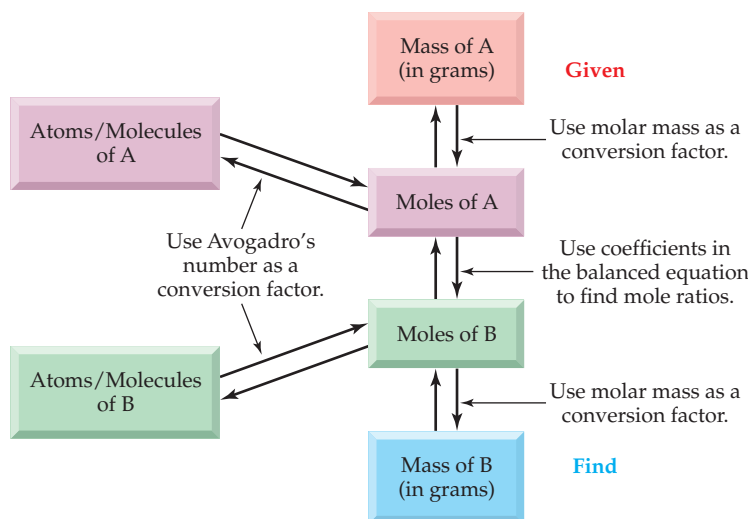 Mass of A
(in grams)
Given
Atoms/Molecules
of A
Use molar mass as a
conversion factor.
Moles of A
Use Avogadro’s
number as a
conversion factor.
Use coefficients in
the balanced equation
to find mole ratios.
Moles of B
Atoms/Molecules
of B
Use molar mass as a
conversion factor.
Mass of B
(in grams)
Find